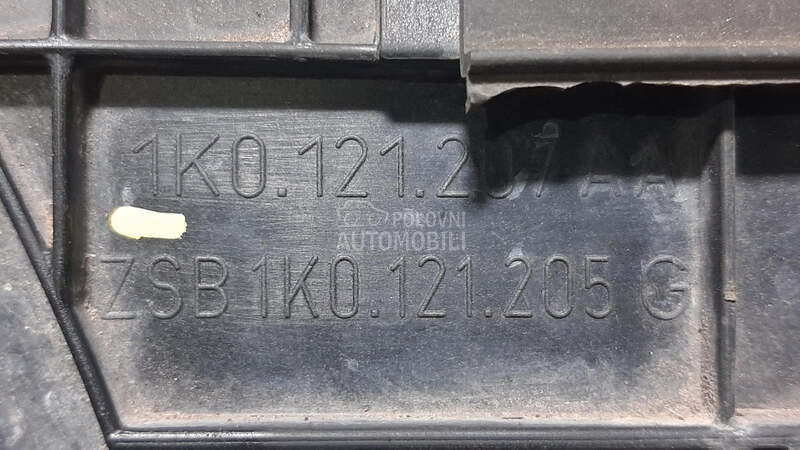 1K0.121.207 AA
POLOVNI
AUTOMOBILI
ZSB 1K0.121.205 G